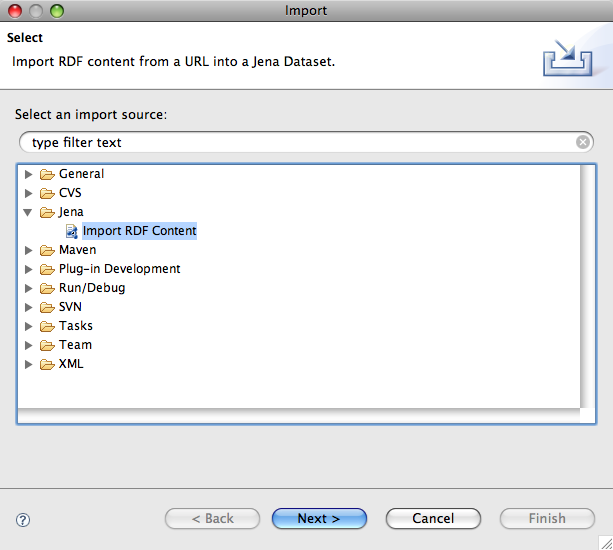 Import
Select
Import RDF content from a URL into a Jena Dataset.
Select an import source:
type filter text
General
CVS
Jena
Import RDF Content
Maven
Plug-in Development
Run/Debug
SVN
Tasks
Team
XML
? < Back Next > Cancel Finish